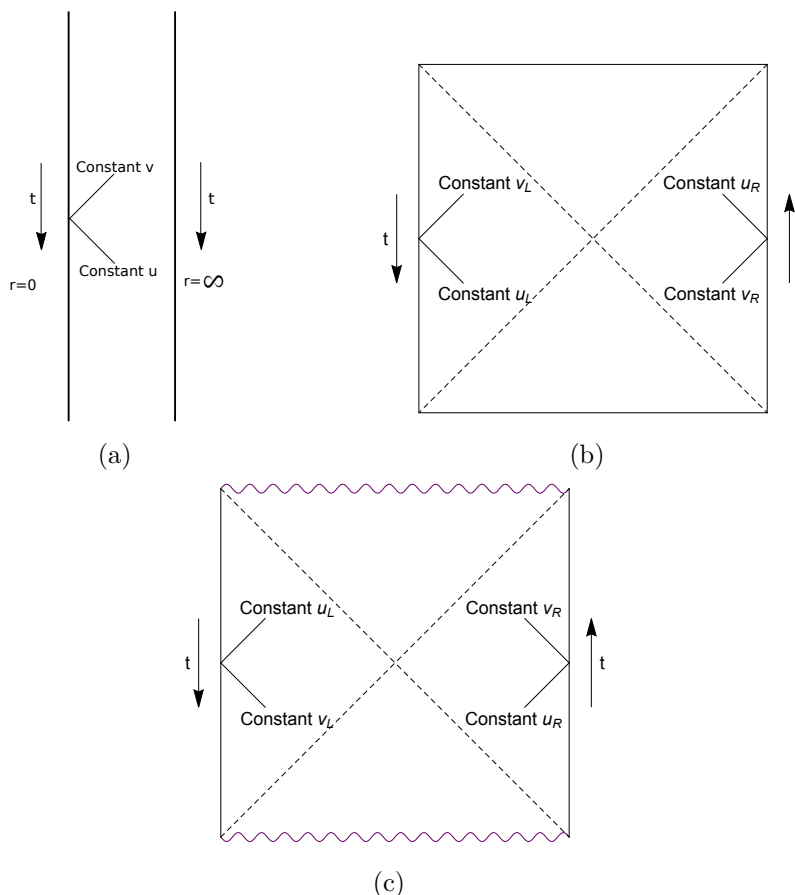 Constant v
t
t
Constant u
r=0
r=∞
(a)
Constant v_L
Constant u_R
t
Constant u_L
Constant v_R
(b)
Constant u_L
Constant v_R
t
t
Constant v_L
Constant u_R
(c)